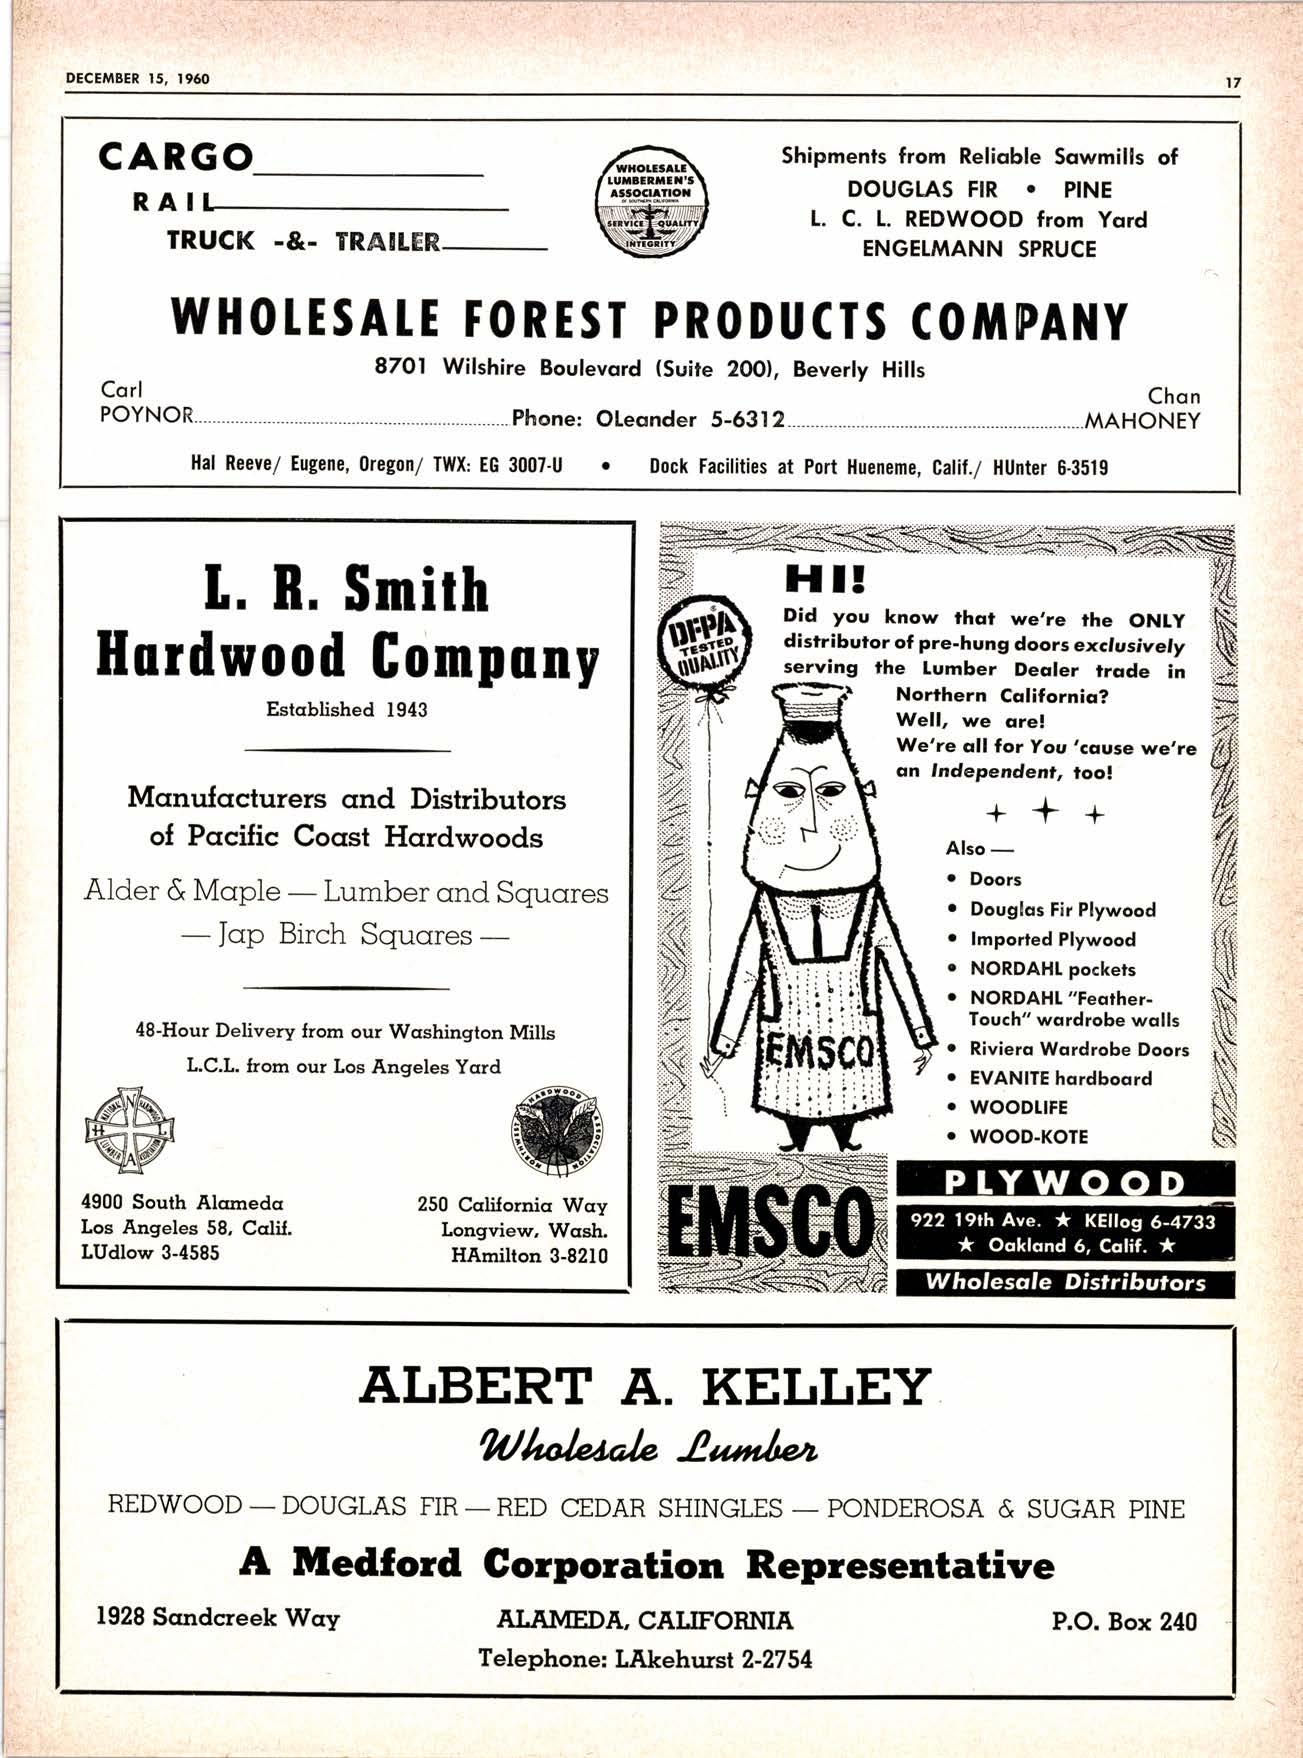 DECEMBER 15, 1960
17
CARGO
RAIL
TRUCK -&- TRAILER
WHOLESALE
LUMBERMEN'S
ASSOCIATION
OF SOUTHERN CALIFORNIA
SERVICE QUALITY
INTEGRITY
Shipments from Reliable Sawmills of
DOUGLAS FIR • PINE
L. C. L. REDWOOD from Yard
ENGELMANN SPRUCE
WHOLESALE FOREST PRODUCTS COMPANY
8701 Wilshire Boulevard (Suite 200), Beverly Hills
Carl
POYNOR
Phone: OLeander 5-6312
Chan
MAHONEY
Hal Reeve/ Eugene, Oregon/ TWX: EG 3007-U • Dock Facilities at Port Hueneme, Calif./ HUnter 6-3519
L. R. Smith
Hardwood Company
Established 1943
Manufacturers and Distributors
of Pacific Coast Hardwoods
Alder & Maple — Lumber and Squares
— Jap Birch Squares —
48-Hour Delivery from our Washington Mills
L.C.L. from our Los Angeles Yard
NATIONAL HARDWOOD LUMBER ASSOCIATION
N H L A
NORTHWEST HARDWOOD ASSOCIATION
4900 South Alameda
Los Angeles 58, Calif.
LUdlow 3-4585
250 California Way
Longview, Wash.
HAmilton 3-8210
HI!
DFPA®
TESTED
QUALITY
Did you know that we're the ONLY
distributor of pre-hung doors exclusively
serving the Lumber Dealer trade in
Northern California?
Well, we are!
We're all for You 'cause we're
an Independent, too!
Also —
• Doors
• Douglas Fir Plywood
• Imported Plywood
• NORDAHL pockets
• NORDAHL "Feather-
Touch" wardrobe walls
• Riviera Wardrobe Doors
• EVANITE hardboard
• WOODLIFE
• WOOD-KOTE
EMSCO
EMSCO
PLYWOOD
922 19th Ave. ★ KEllog 6-4733
★ Oakland 6, Calif. ★
Wholesale Distributors
ALBERT A. KELLEY
Wholesale Lumber
REDWOOD — DOUGLAS FIR — RED CEDAR SHINGLES — PONDEROSA & SUGAR PINE
A Medford Corporation Representative
1928 Sandcreek Way
ALAMEDA, CALIFORNIA
P.O. Box 240
Telephone: LAkehurst 2-2754